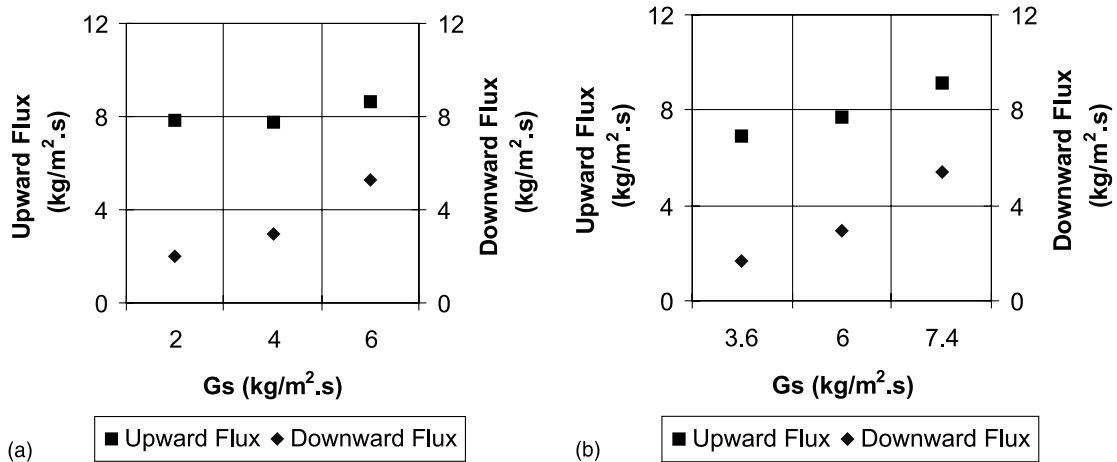 12
8
4
0
Upward Flux
(kg/m².s)
12
8
4
0
Downward Flux
(kg/m².s)
2 4 6
Gs (kg/m².s)
(a)
Upward Flux Downward Flux
12
8
4
0
Upward Flux
(kg/m².s)
12
8
4
0
Downward Flux
(kg/m².s)
3.6 6 7.4
Gs (kg/m².s)
(b)
Upward Flux Downward Flux